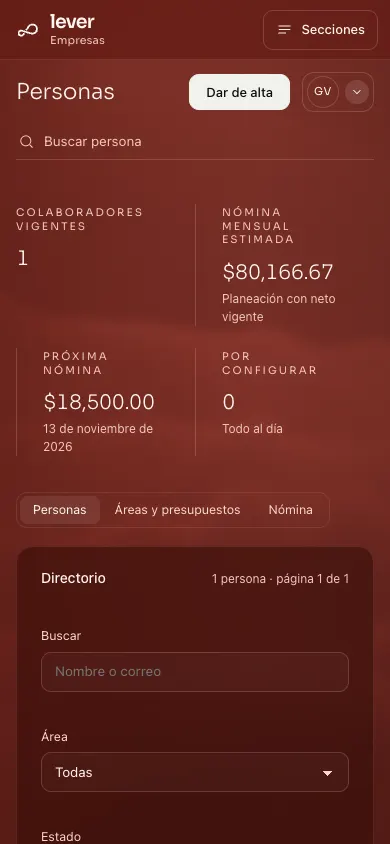 lever
Empresas
Secciones
Personas
Dar de alta
GV
Buscar persona
COLABORADORES
VIGENTES
1
NÓMINA
MENSUAL
ESTIMADA
$80,166.67
Planeación con neto
vigente
PRÓXIMA
NÓMINA
$18,500.00
13 de noviembre de
2026
POR
CONFIGURAR
0
Todo al día
Personas
Áreas y presupuestos
Nómina
Directorio
1 persona · página 1 de 1
Buscar
Nombre o correo
Área
Todas
Estado